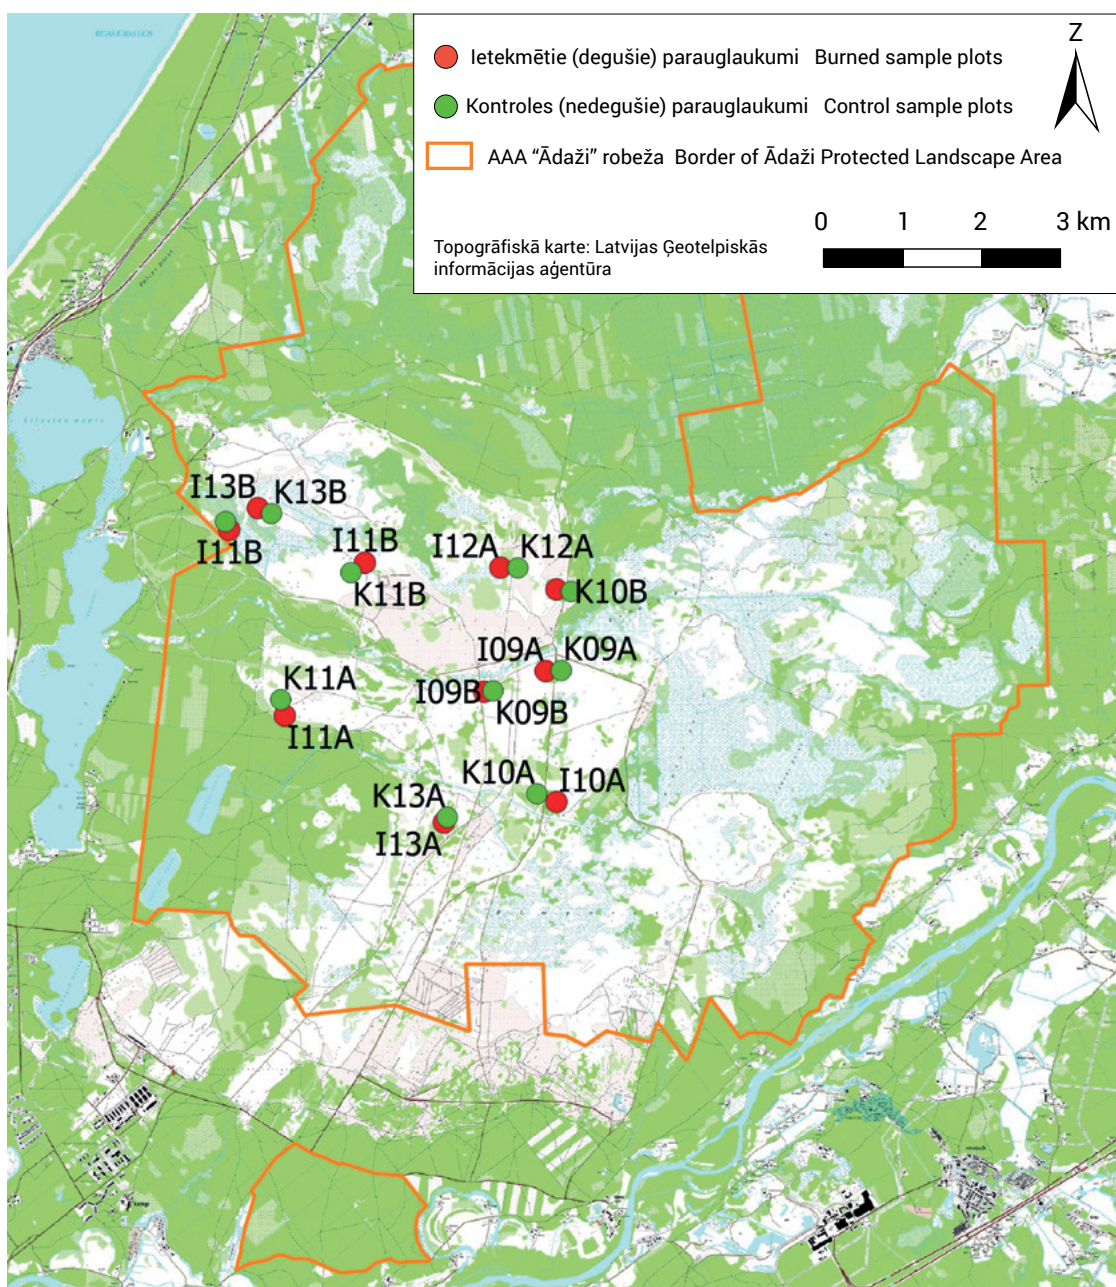 Z
Ietekmētie (degušie) parauglaukumi Burned sample plots
Kontroles (nedegušie) parauglaukumi Control sample plots
AAA “Ādaži” robeža Border of Ādaži Protected Landscape Area
0 1 2 3 km
Topogrāfiskā karte: Latvijas Ģeotelpiskās
informācijas aģentūra
I13B
K13B
I11B
I11B
K11B
I12A
K12A
K10B
I09A
K09A
I09B
K09B
K11A
I11A
K10A
I10A
K13A
I13A